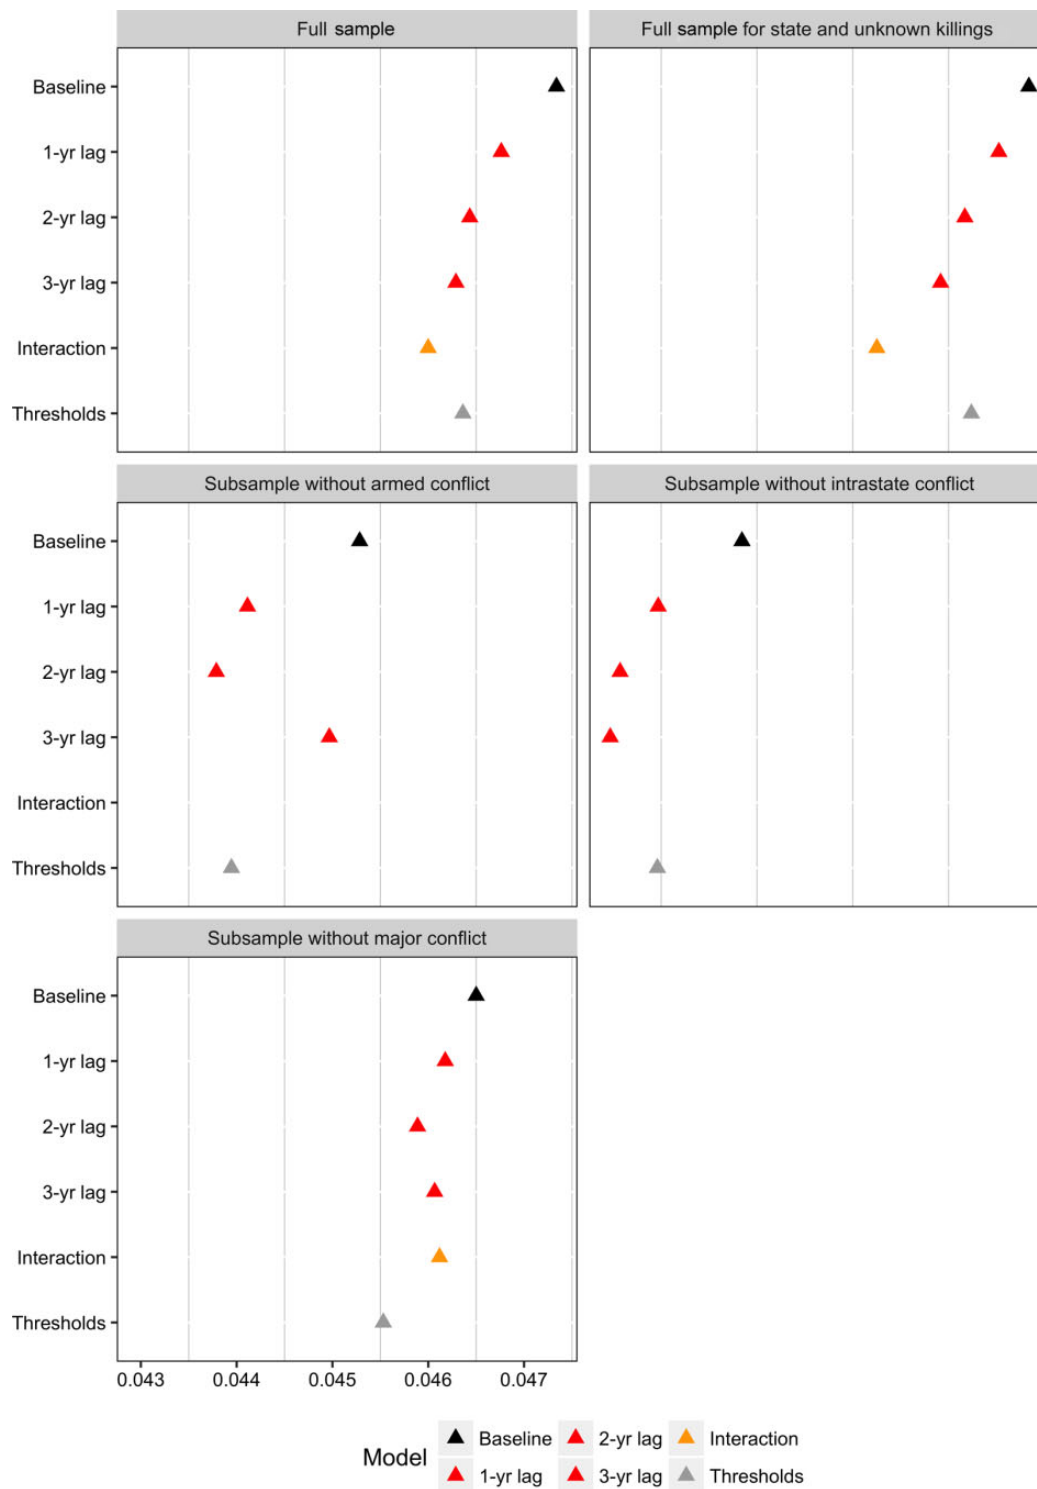 Full sample
Full sample for state and unknown killings
Baseline
1-yr lag
2-yr lag
3-yr lag
Interaction
Thresholds
Subsample without armed conflict
Subsample without intrastate conflict
Baseline
1-yr lag
2-yr lag
3-yr lag
Interaction
Thresholds
Subsample without major conflict
Baseline
1-yr lag
2-yr lag
3-yr lag
Interaction
Thresholds
0.043 0.044 0.045 0.046 0.047
Model
Baseline 2-yr lag Interaction
1-yr lag 3-yr lag Thresholds